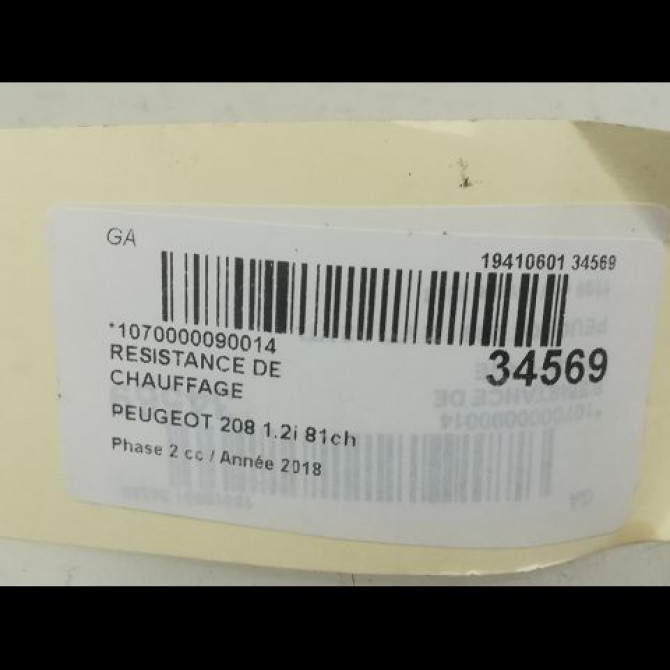 GA
19410601 34569
*1070000090014
34569
RESISTANCE DE
CHAUFFAGE
PEUGEOT 208 1.2i 81ch
Phase 2 cc / Année 2018